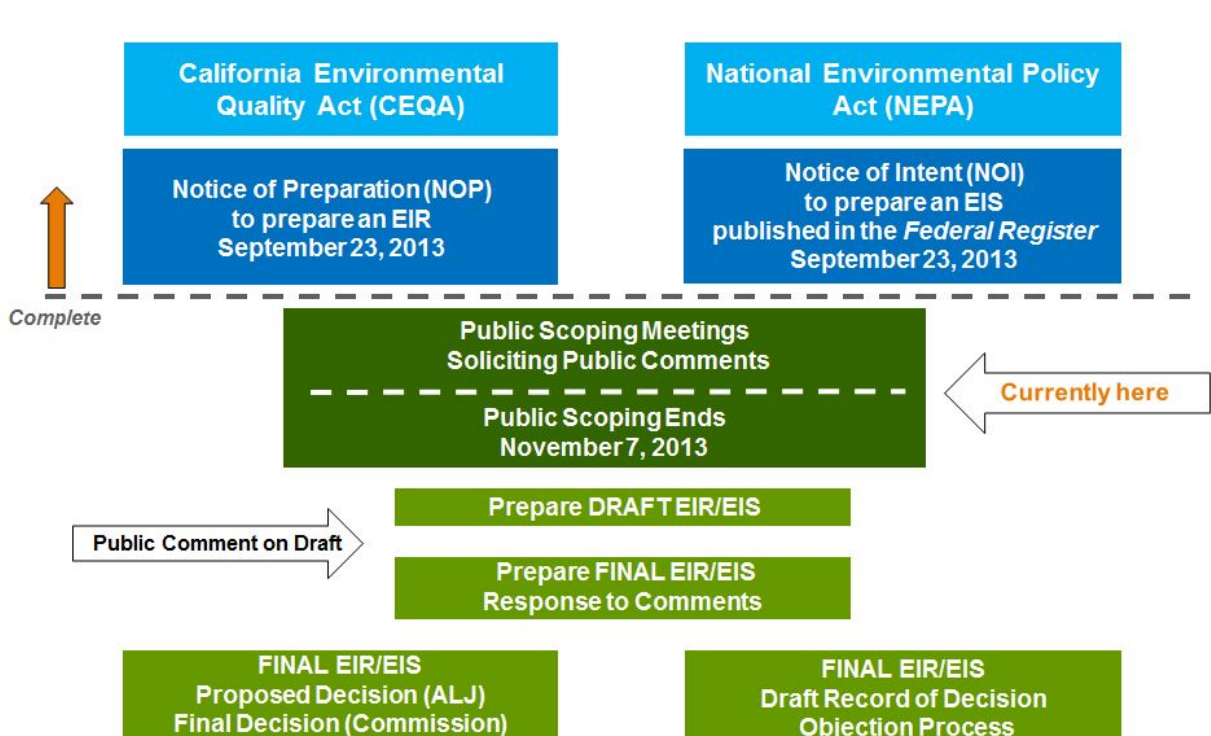 California Environmental
Quality Act (CEQA)
National Environmental Policy
Act (NEPA)
Notice of Preparation (NOP)
to prepare an EIR
September 23, 2013
Notice of Intent (NOI)
to prepare an EIS
published in the Federal Register
September 23, 2013
Complete
Public Scoping Meetings
Soliciting Public Comments
Public Scoping Ends
November 7, 2013
Currently here
Prepare DRAFT EIR/EIS
Public Comment on Draft
Prepare FINAL EIR/EIS
Response to Comments
FINAL EIR/EIS
Proposed Decision (ALJ)
Final Decision (Commission)
FINAL EIR/EIS
Draft Record of Decision
Objection Process